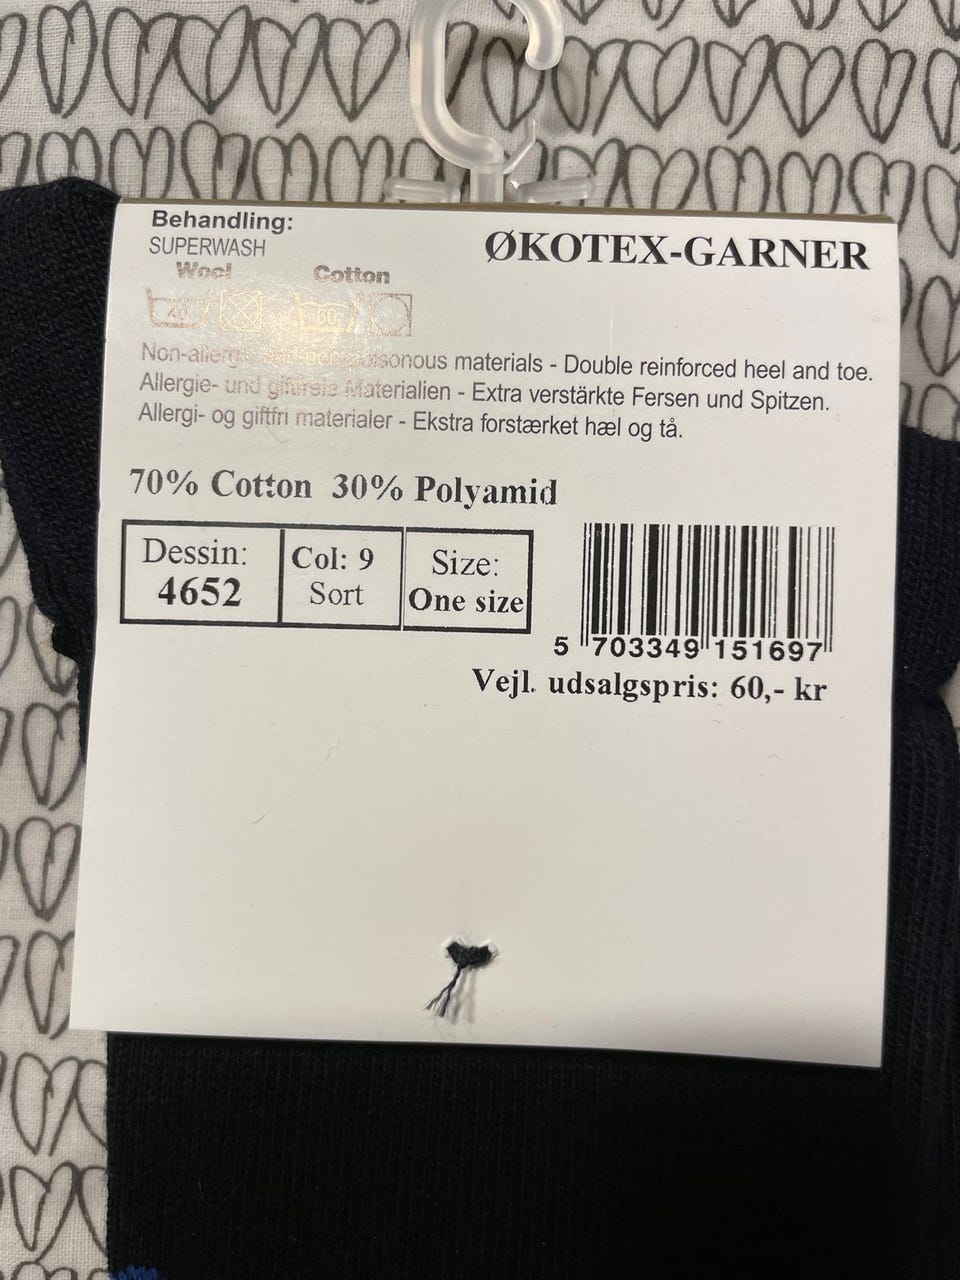 Behandling:
SUPERWASH
ØKOTEX-GARNER
Wool Cotton
40 60
Non-allergic and non-poisonous materials - Double reinforced heel and toe.
Allergie- und giftfreie Materialien - Extra verstärkte Fersen und Spitzen.
Allergi- og giftfri materialer - Ekstra forstærket hæl og tå.
70% Cotton 30% Polyamid
Dessin:
4652
Col: 9
Sort
Size:
One size
5 703349 151697
Vejl. udsalgspris: 60,- kr